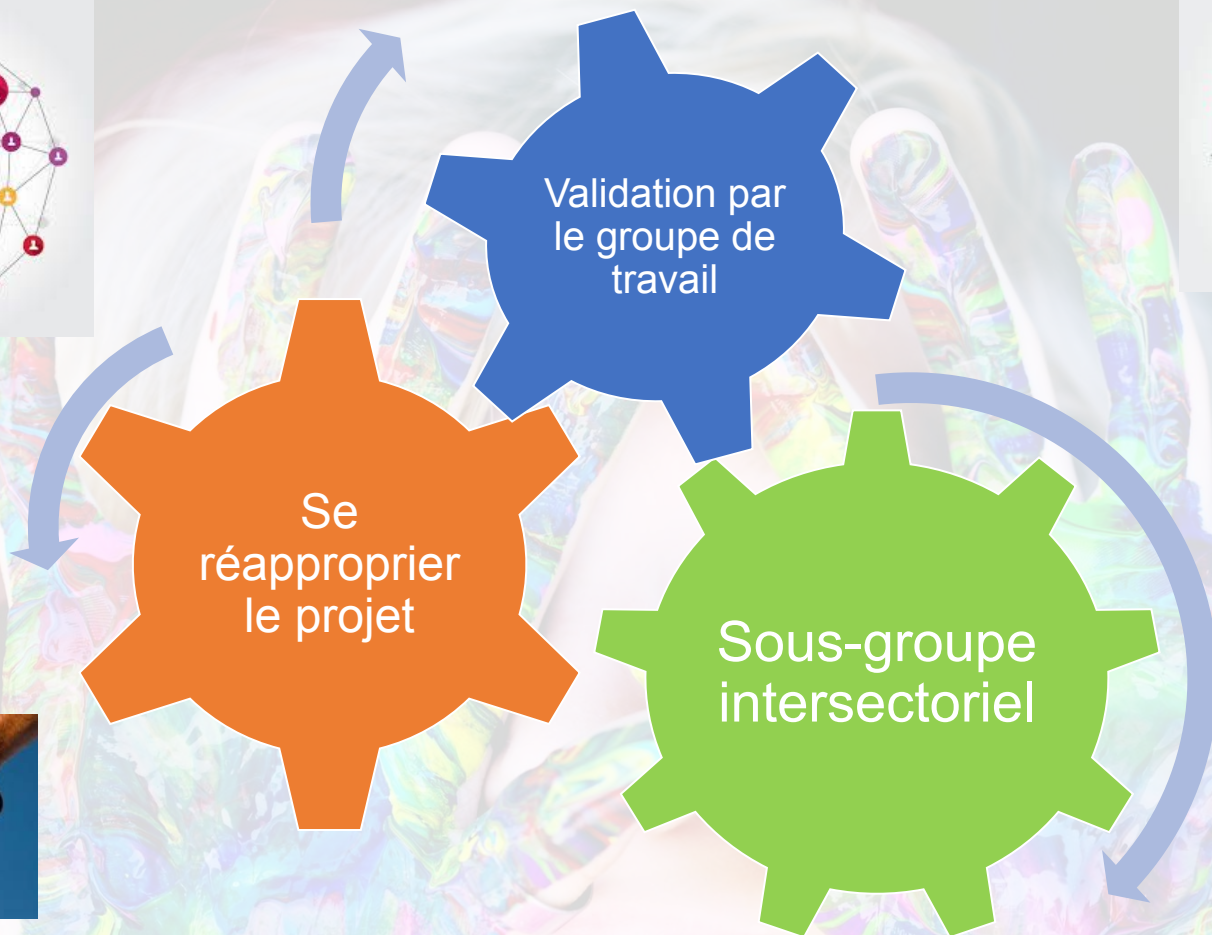 Validation par
le groupe de
travail
Se
réapproprier
le projet
Sous-groupe
intersectoriel